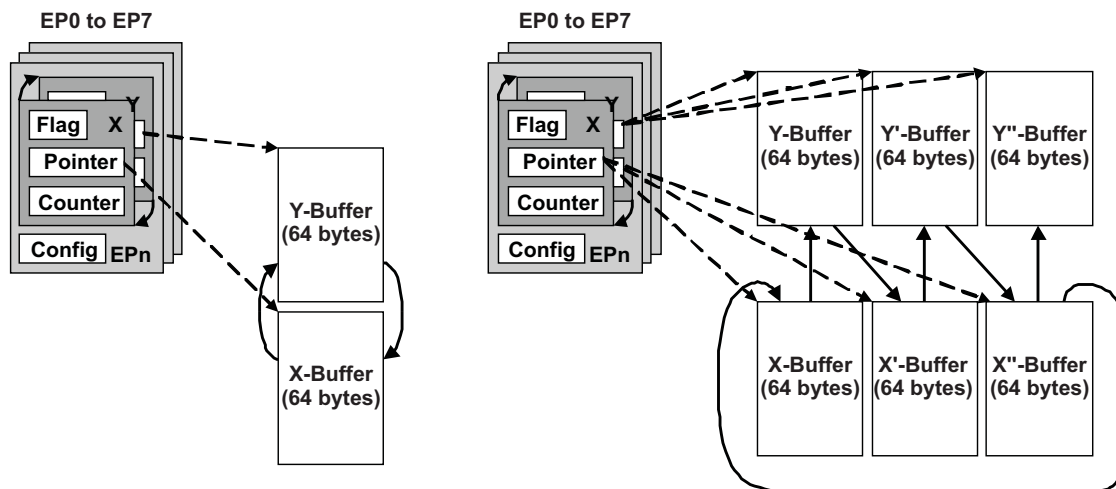 EP0 to EP7
Y
Flag
X
Pointer
Counter
Config
EPn
Y-Buffer
(64 bytes)
X-Buffer
(64 bytes)
EP0 to EP7
Y
Flag
X
Pointer
Counter
Config
EPn
Y-Buffer
(64 bytes)
Y'-Buffer
(64 bytes)
Y"-Buffer
(64 bytes)
X-Buffer
(64 bytes)
X'-Buffer
(64 bytes)
X"-Buffer
(64 bytes)